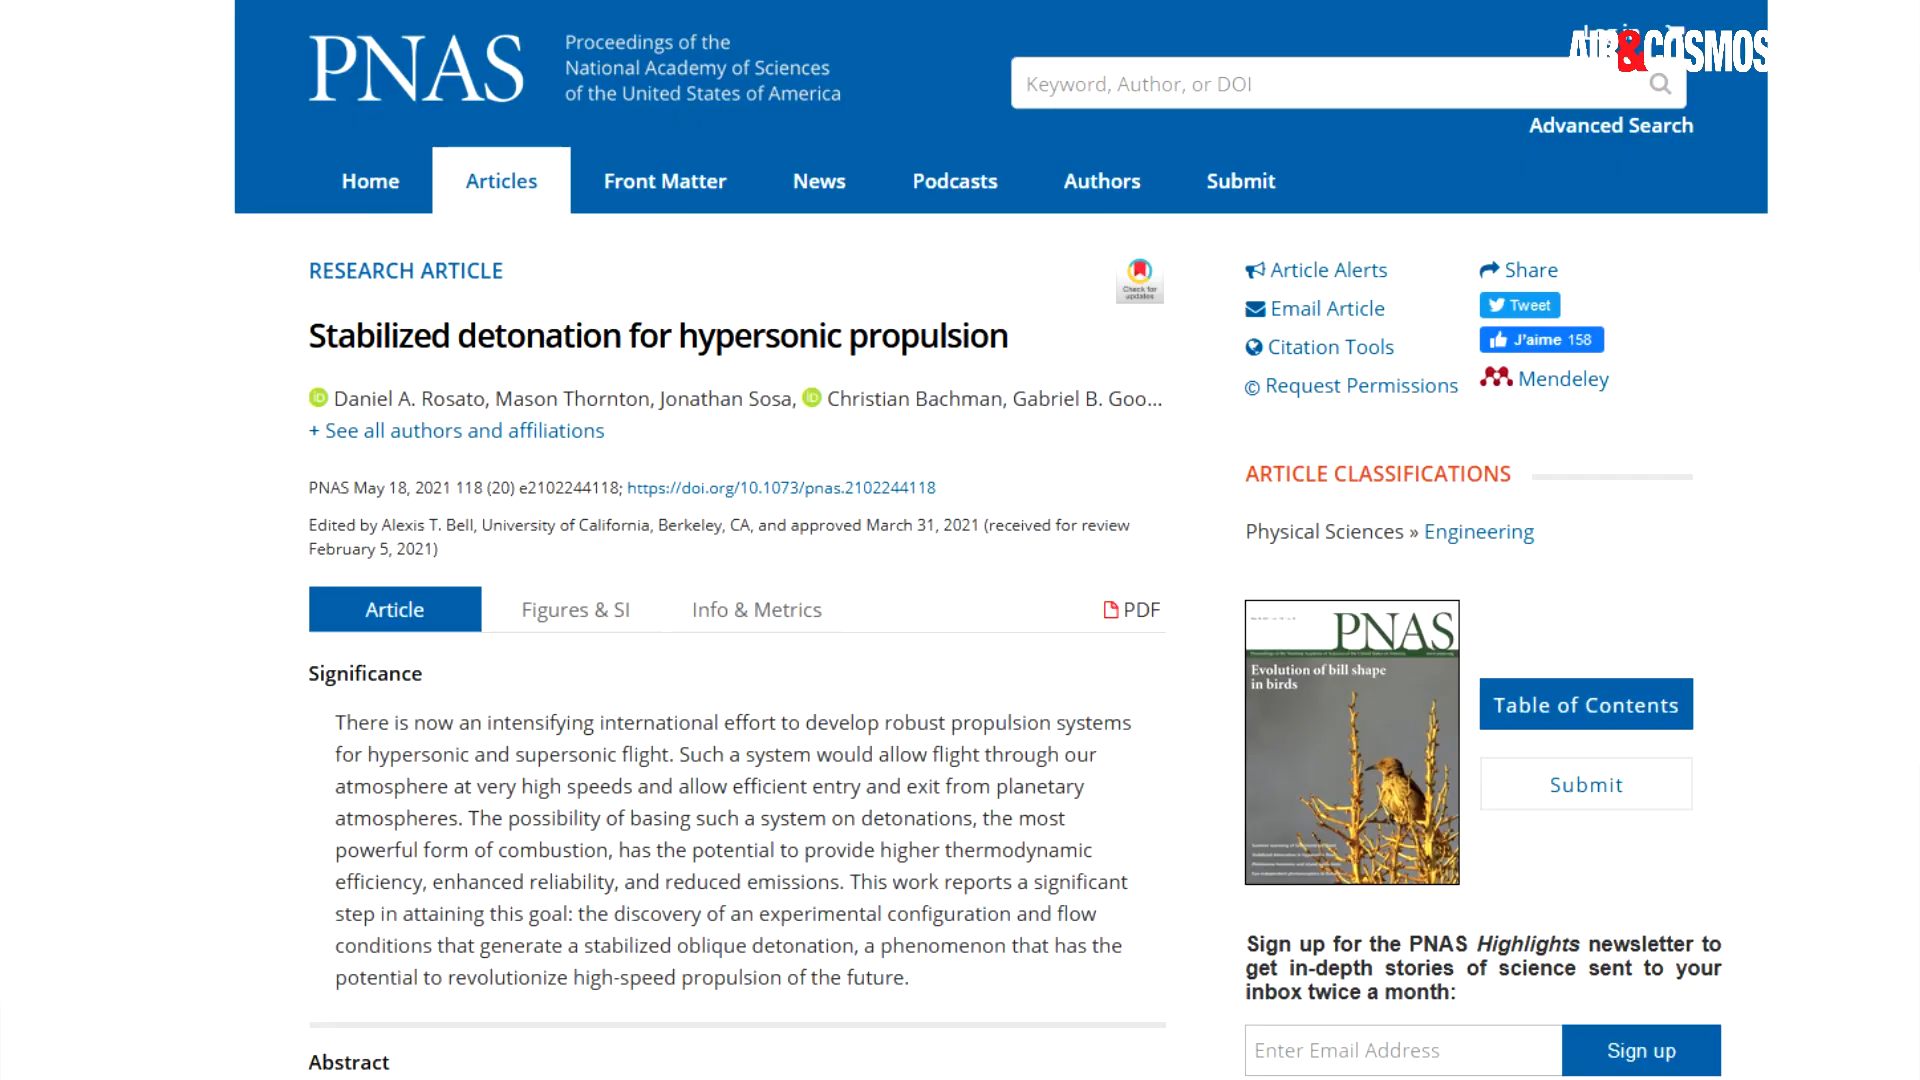 PNAS
Proceedings of the
National Academy of Sciences
of the United States of America
AIR&COSMOS
Keyword, Author, or DOI
Advanced Search
Home
Articles
Front Matter
News
Podcasts
Authors
Submit
RESEARCH ARTICLE
Check for
updates
Stabilized detonation for hypersonic propulsion
iD Daniel A. Rosato, Mason Thornton, Jonathan Sosa, iD Christian Bachman, Gabriel B. Goo...
+ See all authors and affiliations
PNAS May 18, 2021 118 (20) e2102244118; https://doi.org/10.1073/pnas.2102244118
Edited by Alexis T. Bell, University of California, Berkeley, CA, and approved March 31, 2021 (received for review
February 5, 2021)
Article
Figures & SI
Info & Metrics
PDF
Significance
There is now an intensifying international effort to develop robust propulsion systems
for hypersonic and supersonic flight. Such a system would allow flight through our
atmosphere at very high speeds and allow efficient entry and exit from planetary
atmospheres. The possibility of basing such a system on detonations, the most
powerful form of combustion, has the potential to provide higher thermodynamic
efficiency, enhanced reliability, and reduced emissions. This work reports a significant
step in attaining this goal: the discovery of an experimental configuration and flow
conditions that generate a stabilized oblique detonation, a phenomenon that has the
potential to revolutionize high-speed propulsion of the future.
Abstract
Article Alerts
Email Article
Citation Tools
© Request Permissions
Share
Tweet
J'aime 158
Mendeley
ARTICLE CLASSIFICATIONS
Physical Sciences » Engineering
PNAS
Evolution of bill shape
in birds
Table of Contents
Submit
Sign up for the PNAS Highlights newsletter to
get in-depth stories of science sent to your
inbox twice a month:
Enter Email Address
Sign up